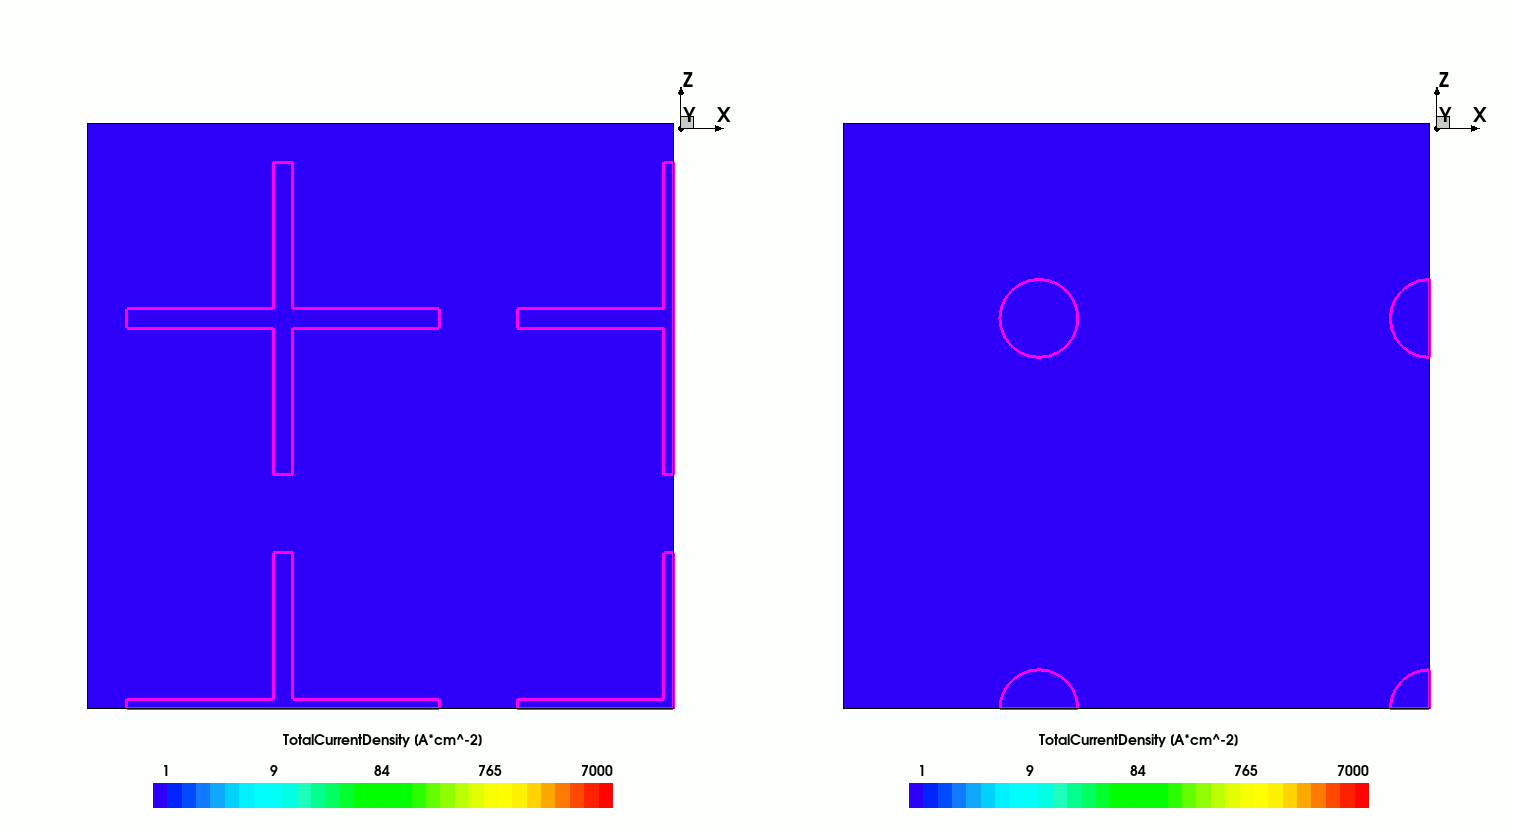 Z
Y X
Z
Y X
TotalCurrentDensity (A*cm^-2)
1 9 84 765 7000
TotalCurrentDensity (A*cm^-2)
1 9 84 765 7000